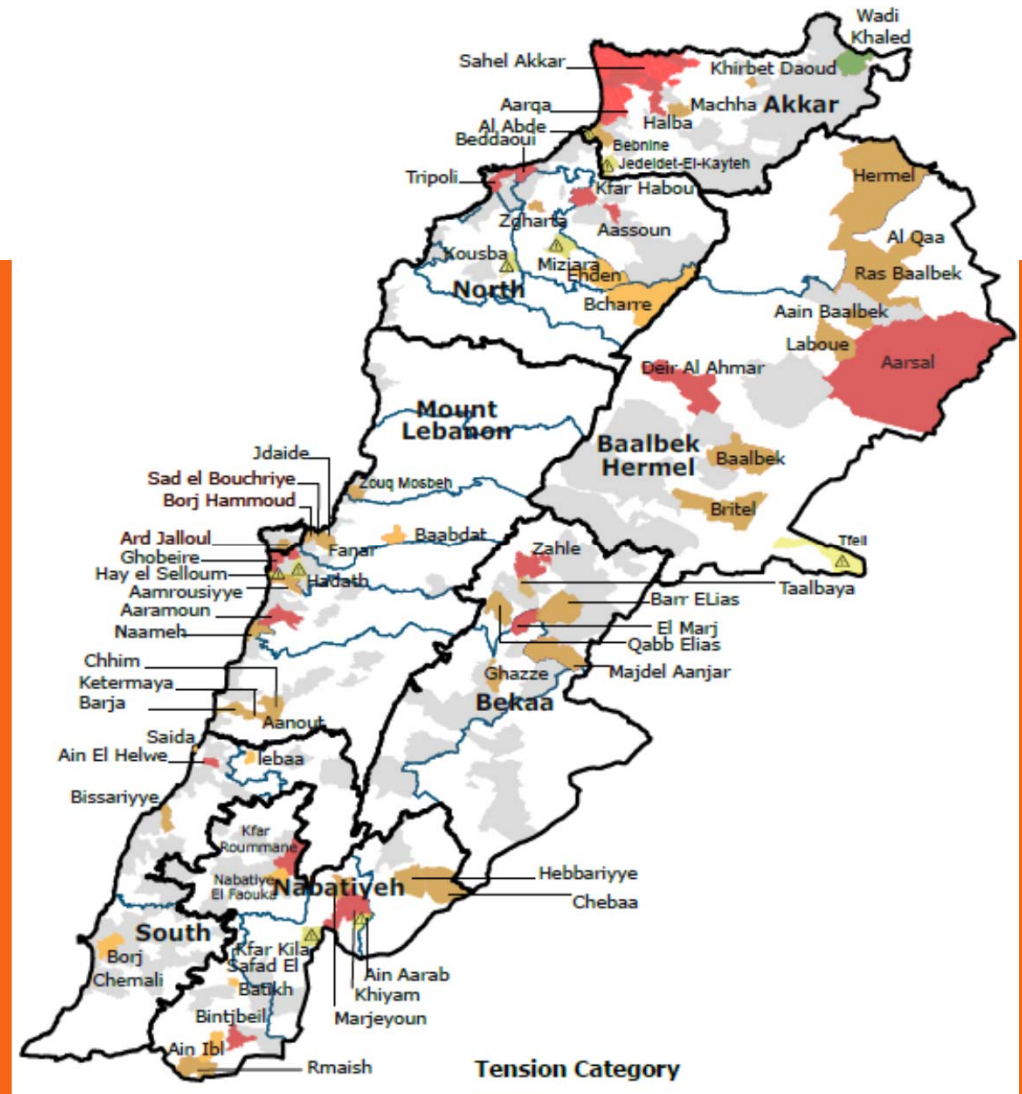 Wadi
Khaled
Sahel Akkar
Khirbet Daoud
Aarqa
Machha
Akkar
Al Abde
Halba
Beddaoui
Bebnine
Jedeidet-El-Kayteh
Tripoli
Kfar Habou
Hermel
Zgharta
Aassoun
Al Qaa
Kousba
Miziara
Ehden
Ras Baalbek
North
Bcharre
Aain Baalbek
Laboue
Aarsal
Deir Al Ahmar
Mount
Lebanon
Baalbek
Hermel
Jdaide
Baalbek
Sad el Bouchriye
Zouq Mosbeh
Borj Hammoud
Britel
Ard Jalloul
Fanar
Baabdat
Tfeil
Ghobeire
Zahle
Hay el Selloum
Hadath
Aamrousiyye
Taalbaya
Aaramoun
Barr ELias
Naameh
El Marj
Qabb Elias
Chhim
Ghazze
Majdel Aanjar
Ketermaya
Barja
Aanout
Bekaa
Saida
Ain El Helwe
Iebaa
Bissariyye
Kfar
Roummane
Hebbariyye
Nabatiye
El Faouka
Nabatiyeh
Chebaa
South
Borj
Chemali
Kfar Kila
Safad El
Batikh
Ain Aarab
Khiyam
Marjeyoun
Bintjbeil
Ain Ibl
Rmaish
Tension Category